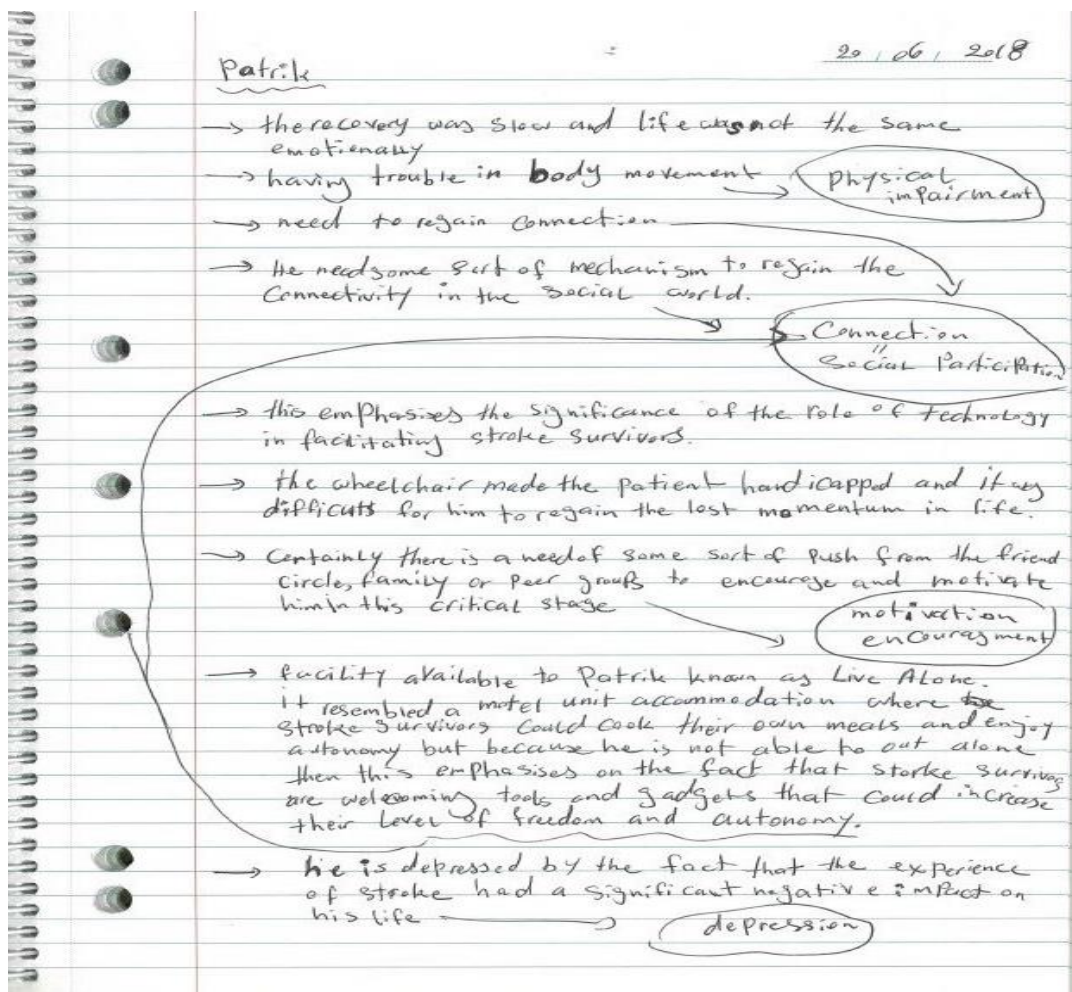 20, 06, 2018
Patrik
→ the recovery was slow and life was not the same
emotionally
→ having trouble in body movement → physical
impairment
→ need to regain connection
→ He need some sort of mechanism to regain the
Connectivity in the social world.
Connection
"
Social Participation
→ this emphasises the significance of the role of technology
in facilitating stroke survivors.
→ the wheelchair made the patient handicapped and it was
difficult for him to regain the lost momentum in life.
→ Certainly there is a need of some sort of push from the friend
circle, family or peer groups to encourage and motivate
him in this critical stage
motivation
encouragment
→ facility available to Patrik known as Live Alone.
it resembled a motel unit accommodation where
stroke survivors could cook their own meals and enjoy
autonomy but because he is not able to out alone
then this emphasises on the fact that storke survivos
are welcoming tools and gadgets that could increase
their level of freedom and autonomy.
→ he is depressed by the fact that the experience
of stroke had a significant negative impact on
his life → depression